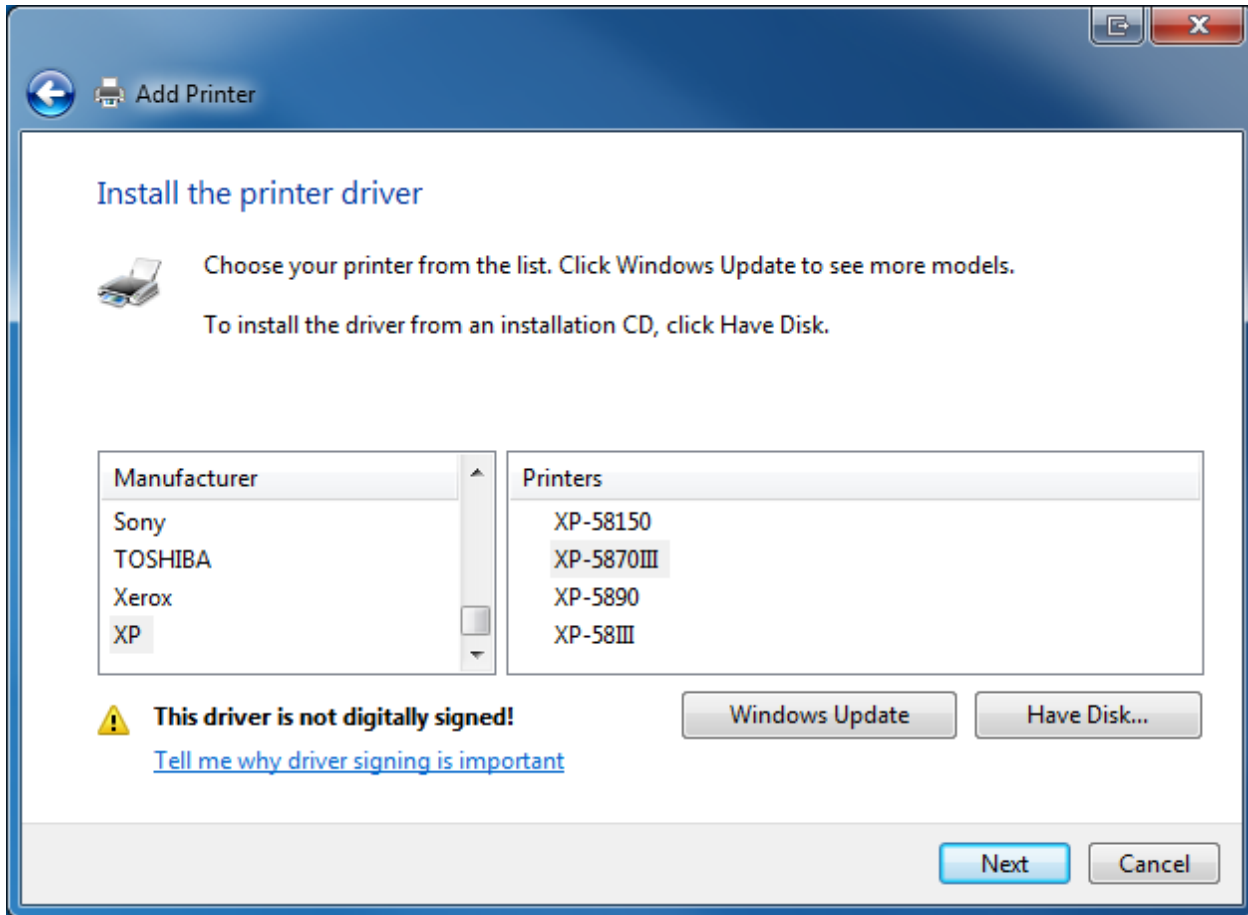 Add Printer
Install the printer driver
Choose your printer from the list. Click Windows Update to see more models.
To install the driver from an installation CD, click Have Disk.
Manufacturer
Sony
TOSHIBA
Xerox
XP
Printers
XP-58150
XP-5870Ⅲ
XP-5890
XP-58Ⅲ
This driver is not digitally signed!
Tell me why driver signing is important
Windows Update
Have Disk...
Next
Cancel